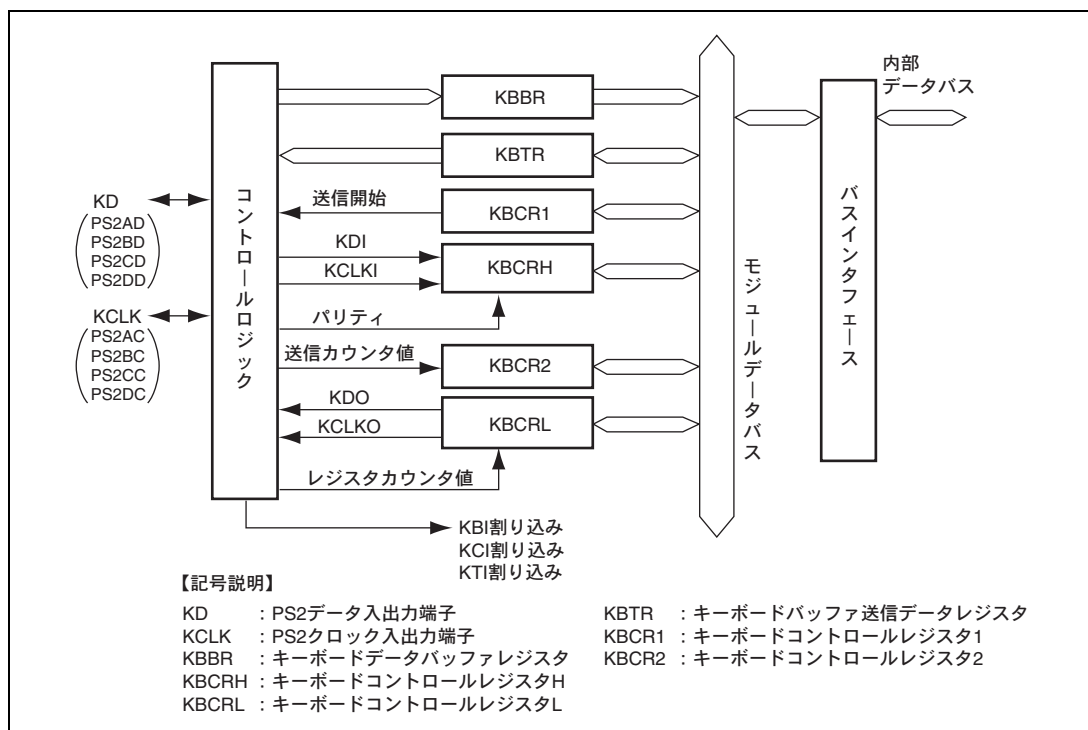 内部
データバス
KBBR
KBTR
KBCR1
KBCRH
KBCR2
KBCRL
コントロールロジック
モジュールデータバス
バスインタフェース
KD
PS2AD
PS2BD
PS2CD
PS2DD
KCLK
PS2AC
PS2BC
PS2CC
PS2DC
送信開始
KDI
KCLKI
パリティ
送信カウンタ値
KDO
KCLKO
レジスタカウンタ値
KBI割り込み
KCI割り込み
KTI割り込み
【記号説明】
KD :PS2データ入出力端子
KCLK :PS2クロック入出力端子
KBBR :キーボードデータバッファレジスタ
KBCRH :キーボードコントロールレジスタH
KBCRL :キーボードコントロールレジスタL
KBTR :キーボードバッファ送信データレジスタ
KBCR1 :キーボードコントロールレジスタ1
KBCR2 :キーボードコントロールレジスタ2